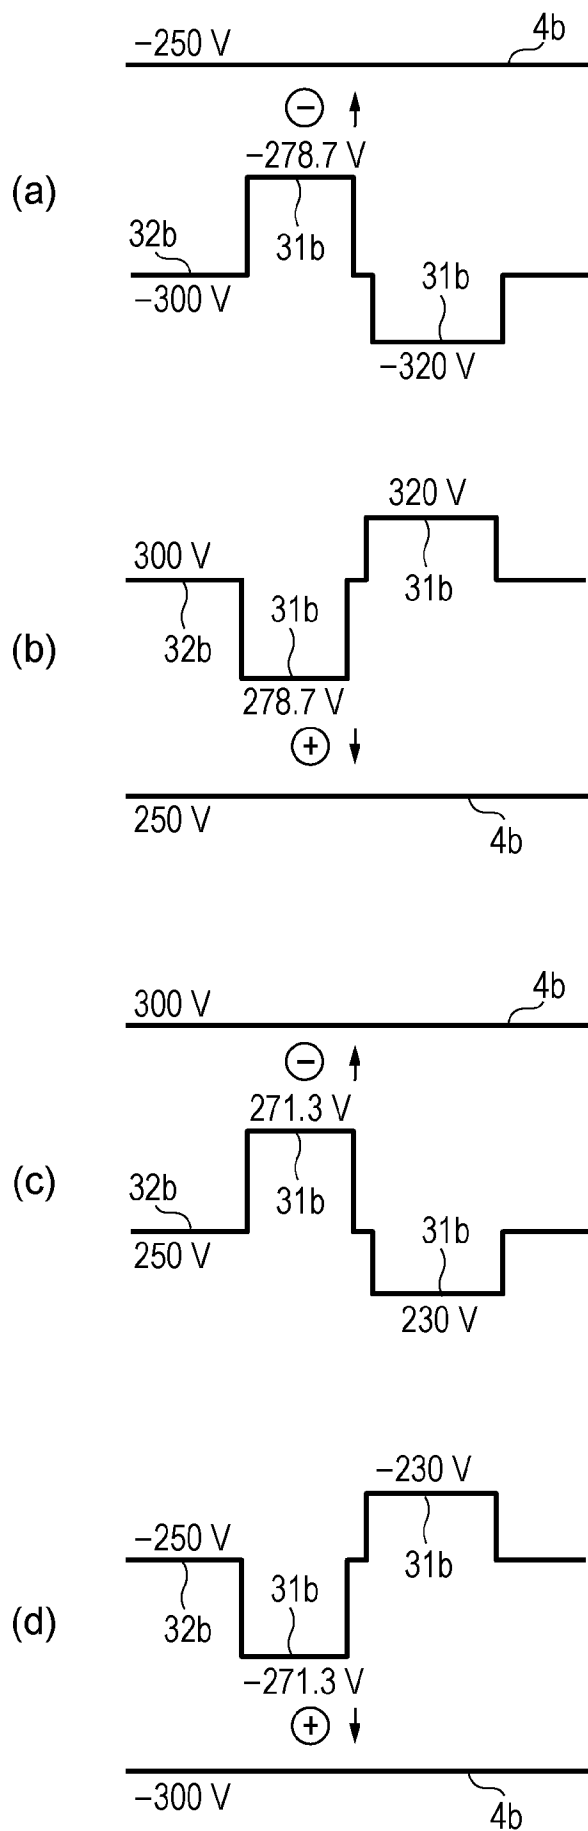 −250 V
4b
−
(a)
−278.7 V
32b
31b
31b
−300 V
−320 V
320 V
300 V
31b
31b
(b)
32b
278.7 V
+
250 V
4b
300 V
4b
−
271.3 V
(c)
32b
31b
31b
250 V
230 V
−230 V
−250 V
31b
31b
(d)
32b
−271.3 V
+
−300 V
4b